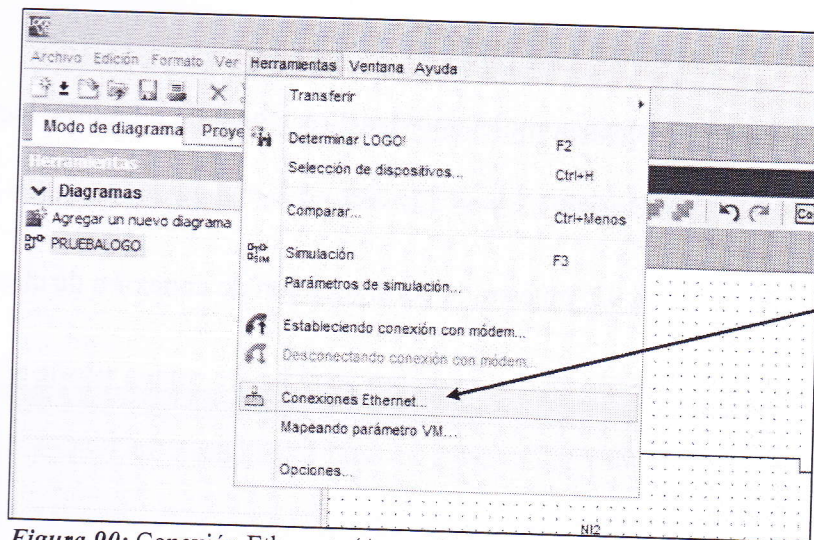 Archivo Edición Formato Ver Herramientas Ventana Ayuda
Modo de diagrama Proye
Herramientas
Diagramas
Agregar un nuevo diagrama
PRUEBALOGO
Transferir
Determinar LOGO! F2
Selección de dispositivos... Ctrl+H
Comparar... Ctrl+Menos
Simulación F3
Parámetros de simulación...
Estableciendo conexión con módem...
Desconectando conexión con módem...
Conexiones Ethernet...
Mapeando parámetro VM...
Opciones...
Co
NI2
Figura 90: Conexión